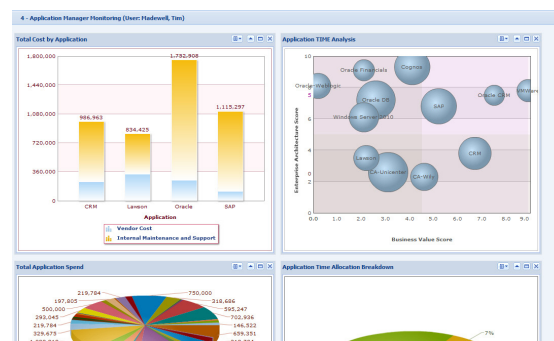 4 - Application Manager Monitoring (User: Madewell, Tim)
Total Cost by Application
1,800,000
1,440,000
1,080,000
720,000
360,000
0
986,963
834,425
1,752,908
1,115,297
CRM Lawson Oracle SAP
Application
Vendor Cost
Internal Maintenance and Support
Application TIME Analysis
Enterprise Architecture Score
10
8
6
4
2
0
Oracle Financials
Cognos
Oracle-Weblogic
Oracle DB
Oracle CRM
VMWare
SAP
Windows Server 2010
Lawson
CRM
CA-Unicenter
CA-Wily
0.0 1.0 2.0 3.0 4.0 5.0 6.0 7.0 8.0 9.0
Business Value Score
Total Application Spend
219,784
197,805
500,000
293,045
219,784
329,675
750,000
318,686
595,247
702,936
146,522
659,351
Application Time Allocation Breakdown
7%